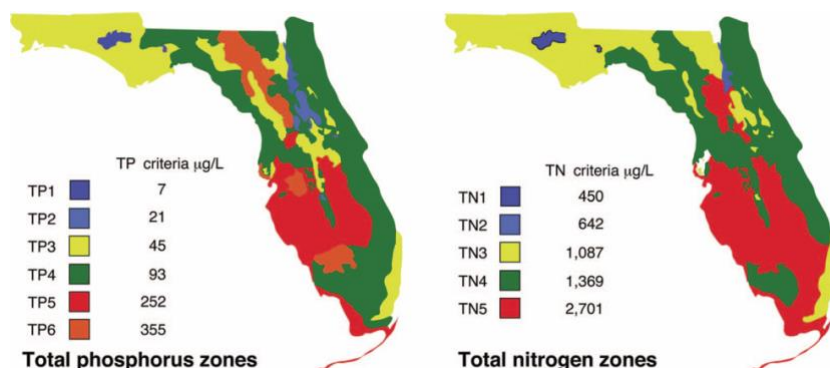 TP criteria µg/L
TP1 7
TP2 21
TP3 45
TP4 93
TP5 252
TP6 355
Total phosphorus zones
TN criteria µg/L
TN1 450
TN2 642
TN3 1,087
TN4 1,369
TN5 2,701
Total nitrogen zones